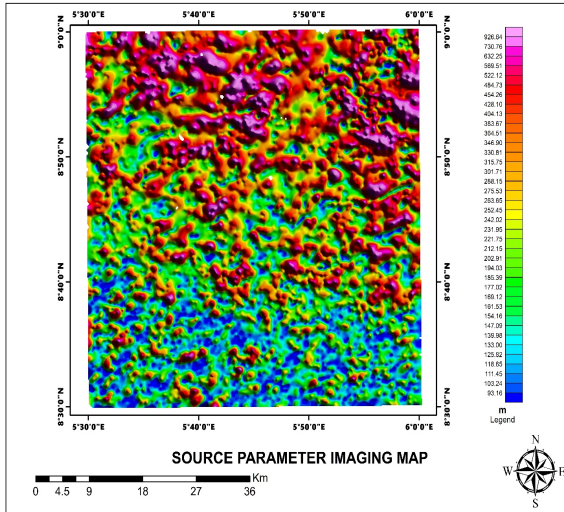 5°30'0"E 5°40'0"E 5°50'0"E 6°0'0"E
9°0'0"N
8°50'0"N
8°40'0"N
8°30'0"N
9°0'0"N
8°50'0"N
8°40'0"N
8°30'0"N
5°30'0"E 5°40'0"E 5°50'0"E 6°0'0"E
926.84
730.76
632.25
569.51
522.12
484.73
454.26
428.10
404.13
383.67
364.51
346.90
330.61
315.75
301.71
288.15
275.53
263.65
252.45
242.02
231.95
221.75
212.15
202.91
194.03
185.39
177.02
169.12
161.53
154.16
147.09
139.98
133.00
125.82
118.65
111.45
103.24
93.16
m
Legend
SOURCE PARAMETER IMAGING MAP
Km
0 4.5 9 18 27 36
N
W E
S